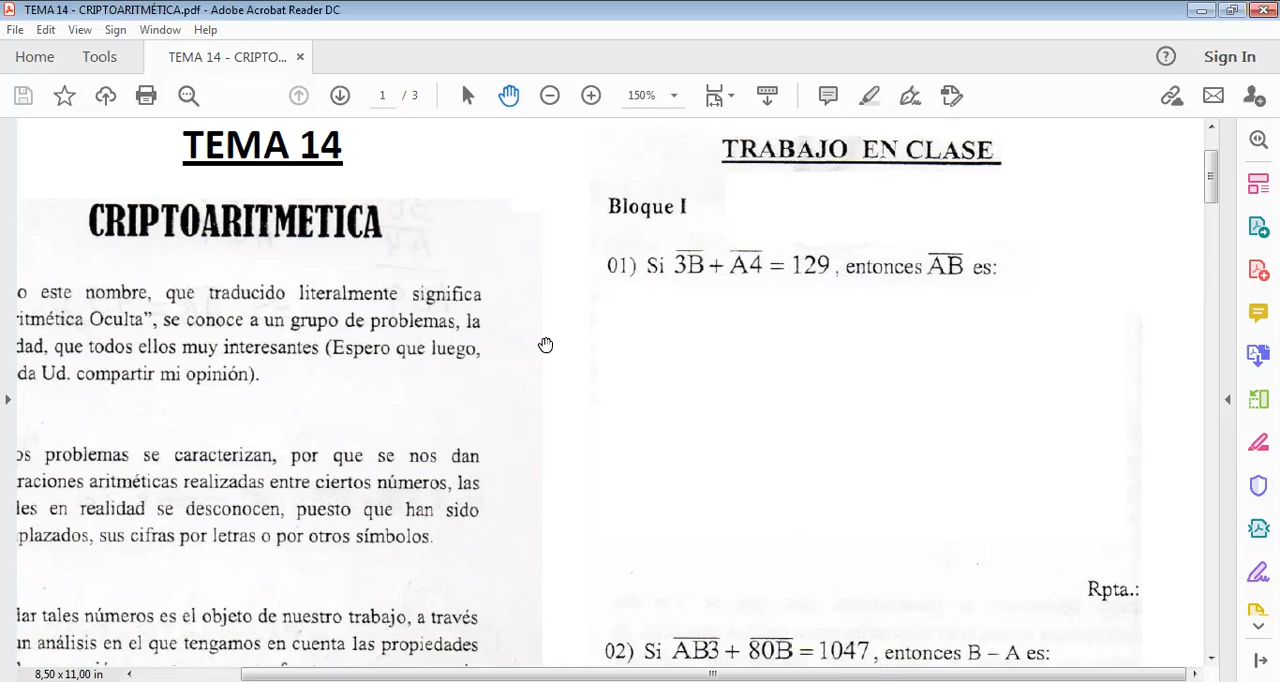 TEMA 14 - CRIPTOARITMÉTICA.pdf - Adobe Acrobat Reader DC
File Edit View Sign Window Help
Home Tools TEMA 14 - CRIPTO... × Sign In
1 / 3 150%
TEMA 14
CRIPTOARITMETICA
o este nombre, que traducido literalmente significa
ritmética Oculta”, se conoce a un grupo de problemas, la
dad, que todos ellos muy interesantes (Espero que luego,
da Ud. compartir mi opinión).
os problemas se caracterizan, por que se nos dan
raciones aritméticas realizadas entre ciertos números, las
les en realidad se desconocen, puesto que han sido
plazados, sus cifras por letras o por otros símbolos.
lar tales números es el objeto de nuestro trabajo, a través
un análisis en el que tengamos en cuenta las propiedades
TRABAJO EN CLASE
Bloque I
01) Si 3B + A4 = 129, entonces AB es:
Rpta.:
02) Si AB3 + 80B = 1047, entonces B – A es:
8,50 x 11,00 in